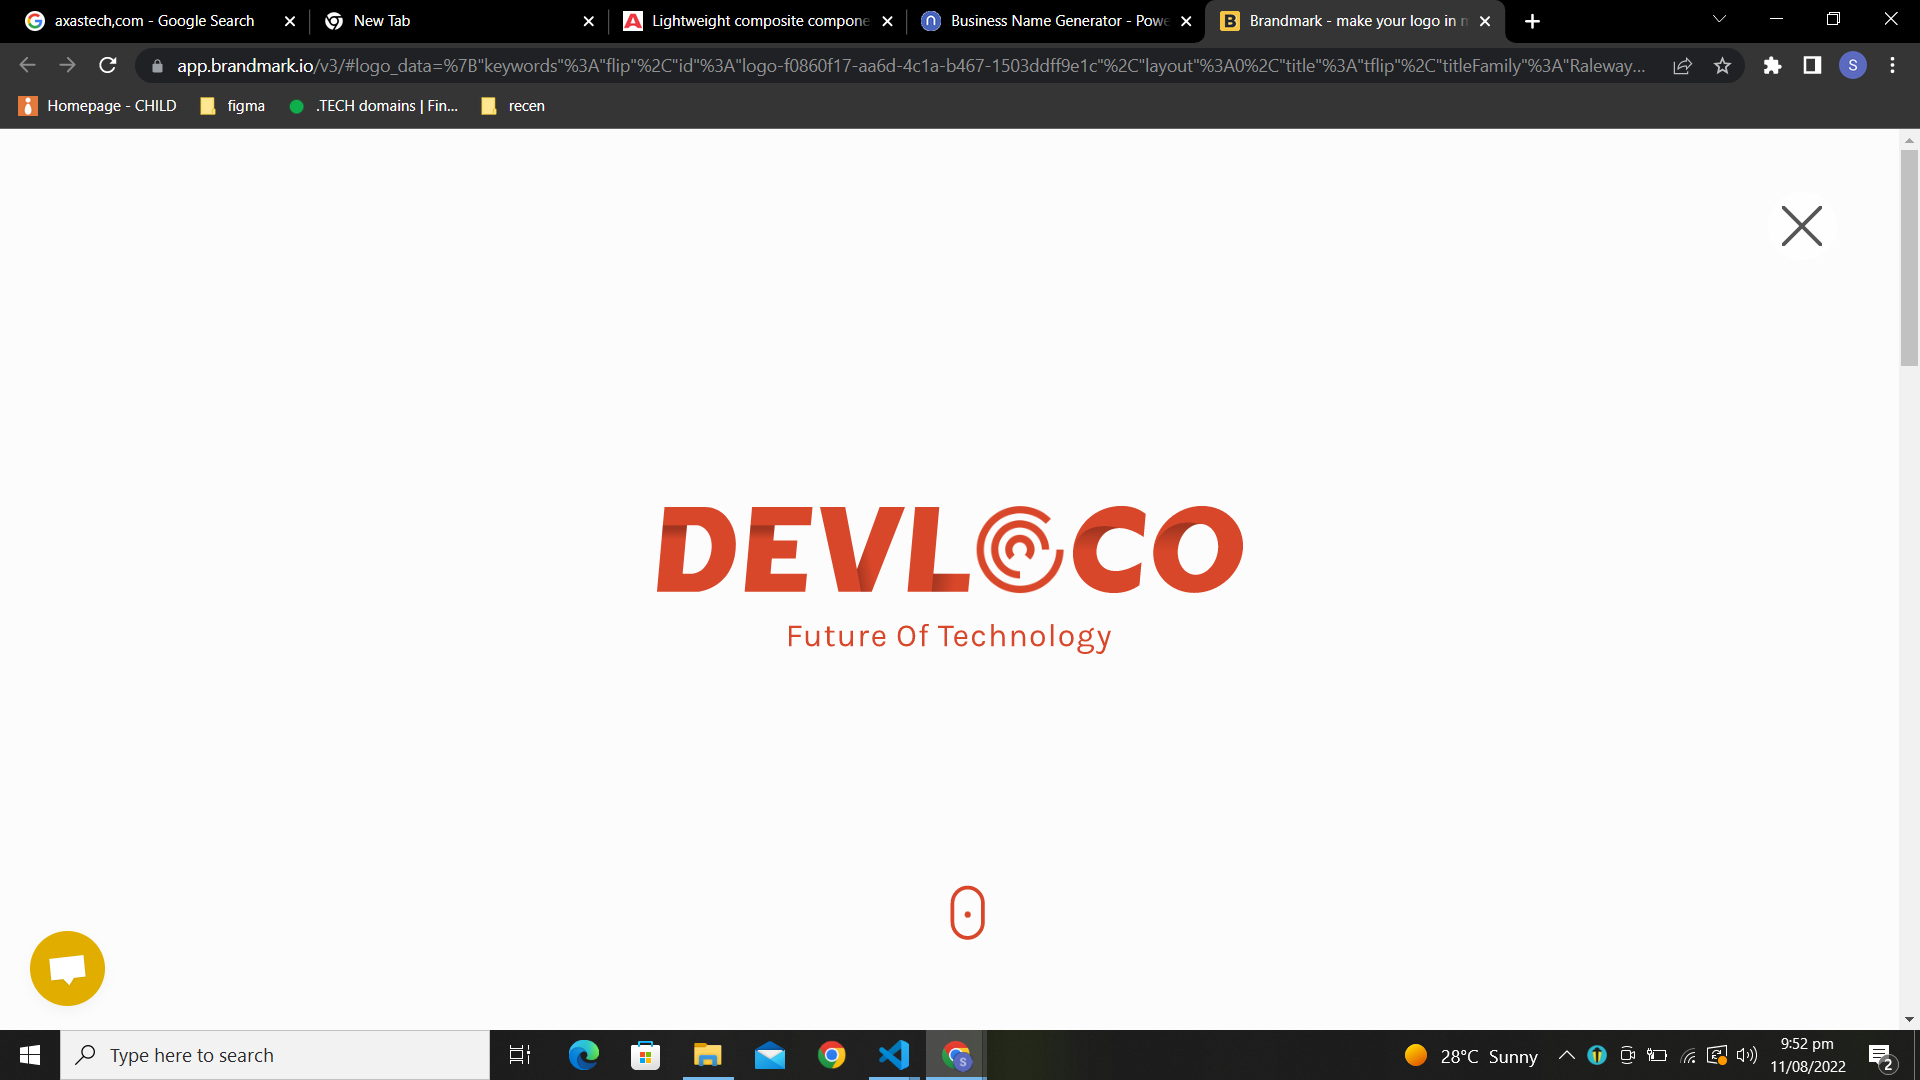 axastech,com - Google Search
New Tab
Lightweight composite compone
Business Name Generator - Powe
Brandmark - make your logo in m
app.brandmark.io/v3/#logo_data=%7B"keywords"%3A"flip"%2C"id"%3A"logo-f0860f17-aa6d-4c1a-b467-1503ddff9e1c"%2C"layout"%3A0%2C"title"%3A"tflip"%2C"titleFamily"%3A"Raleway...
S
Homepage - CHILD
figma
.TECH domains | Fin...
recen
DEVLOCO
Future Of Technology
Type here to search
S
28°C Sunny
9:52 pm
11/08/2022
2